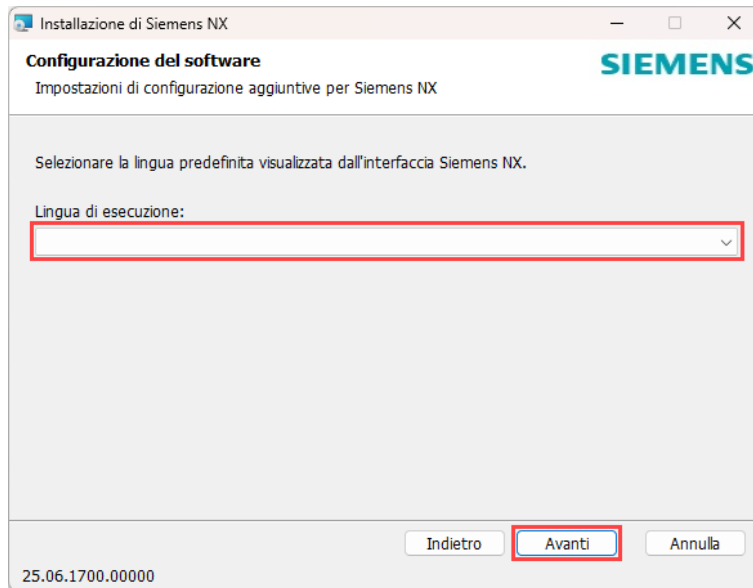 Installazione di Siemens NX
Configurazione del software
SIEMENS
Impostazioni di configurazione aggiuntive per Siemens NX
Selezionare la lingua predefinita visualizzata dall'interfaccia Siemens NX.
Lingua di esecuzione:
Indietro Avanti Annulla
25.06.1700.00000